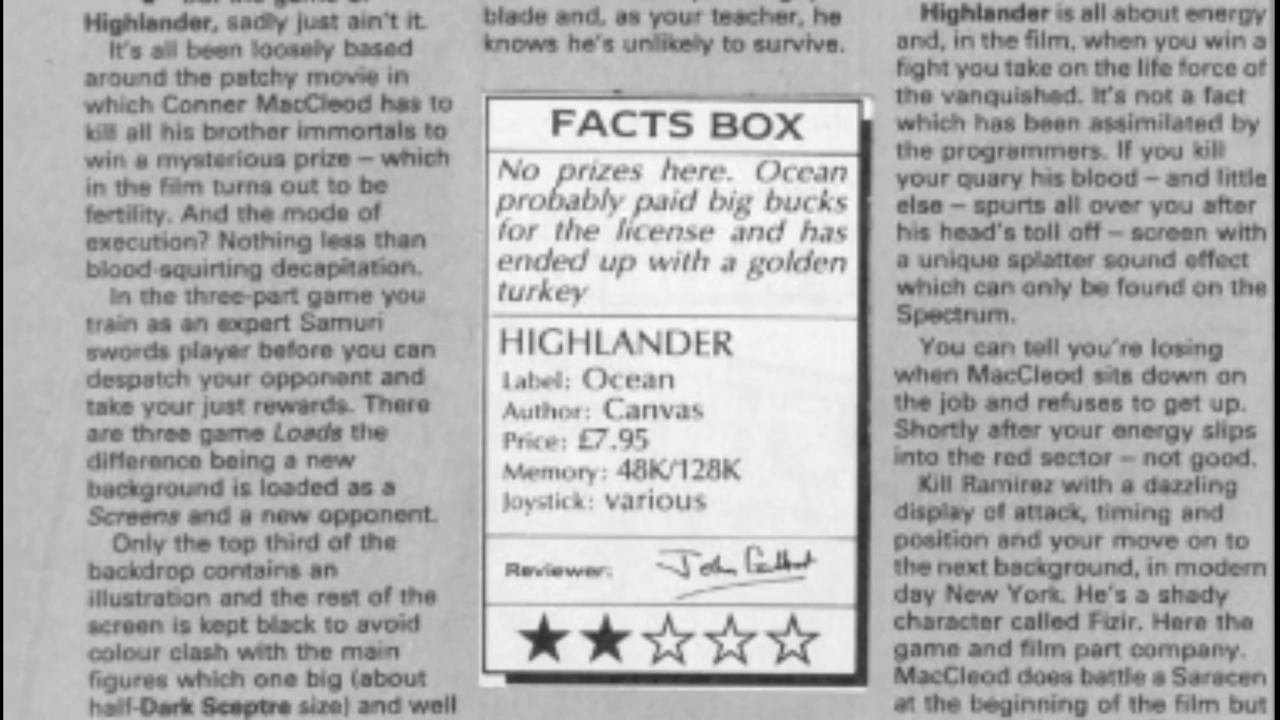 but the game of
Highlander, sadly just ain't it.
It's all been loosely based
around the patchy movie in
which Conner MacCleod has to
kill all his brother immortals to
win a mysterious prize – which
in the film turns out to be
fertility. And the mode of
execution? Nothing less than
blood-squirting decapitation.
In the three-part game you
train as an expert Samuri
swords player before you can
despatch your opponent and
take your just rewards. There
are three game Loads the
difference being a new
background is loaded as a
Screens and a new opponent.
Only the top third of the
backdrop contains an
illustration and the rest of the
screen is kept black to avoid
colour clash with the main
figures which one big (about
half-Dark Sceptre size) and well
blade and, as your teacher, he
knows he's unlikely to survive.
FACTS BOX
No prizes here. Ocean
probably paid big bucks
for the license and has
ended up with a golden
turkey
HIGHLANDER
Label: Ocean
Author: Canvas
Price: £7.95
Memory: 48K/128K
Joystick: various
Reviewer: John Gilbert
Highlander is all about energy
and, in the film, when you win a
fight you take on the life force of
the vanquished. It's not a fact
which has been assimilated by
the programmers. If you kill
your quary his blood – and little
else – spurts all over you after
his head's toll off – screen with
a unique splatter sound effect
which can only be found on the
Spectrum.
You can tell you're losing
when MacCleod sits down on
the job and refuses to get up.
Shortly after your energy slips
into the red sector – not good.
Kill Ramirez with a dazzling
display of attack, timing and
position and your move on to
the next background, in modern
day New York. He's a shady
character called Fizir. Here the
game and film part company.
MacCleod does battle a Saracen
at the beginning of the film but